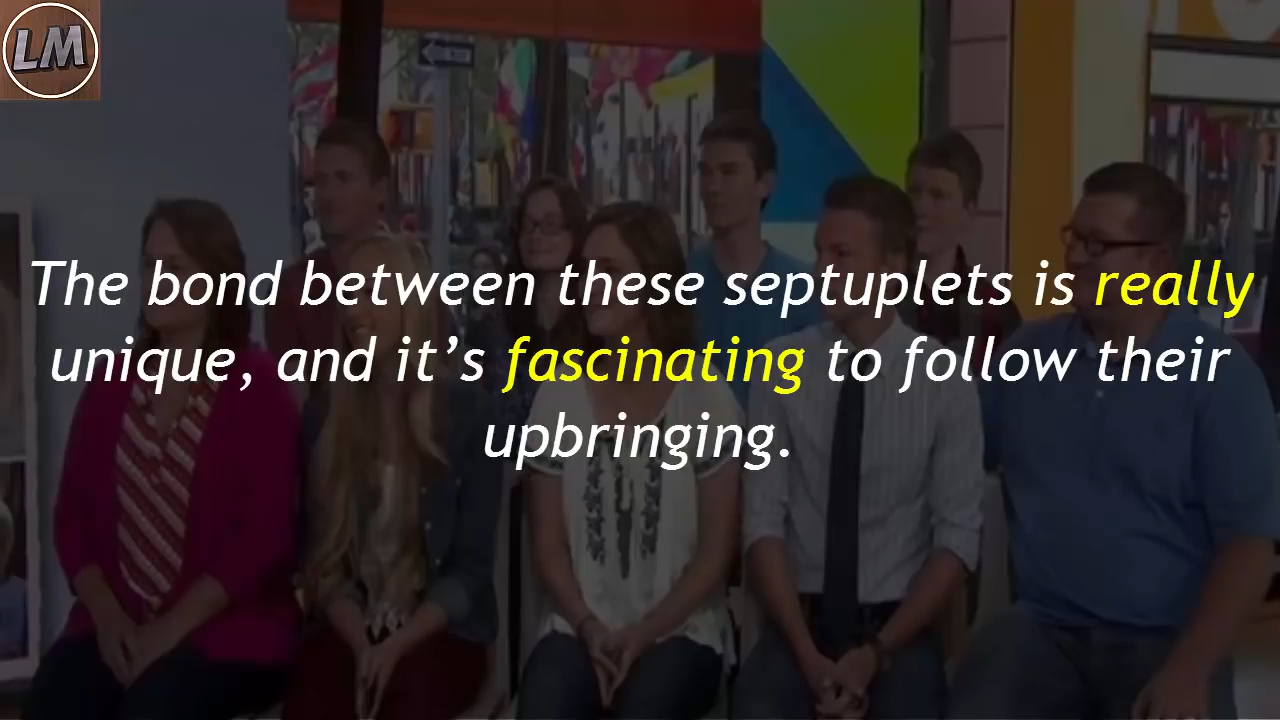 LM
The bond between these septuplets is really
unique, and it’s fascinating to follow their
upbringing.